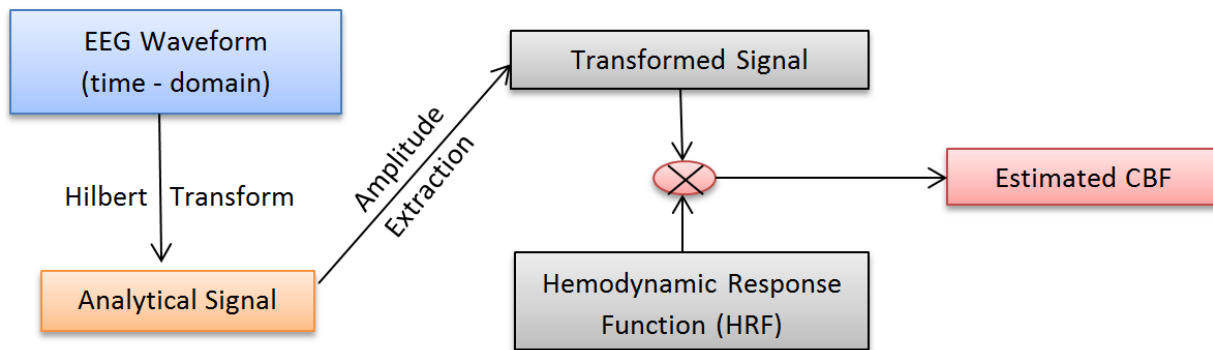 EEG Waveform
(time - domain)
Hilbert Transform
Analytical Signal
Amplitude
Extraction
Transformed Signal
Hemodynamic Response
Function (HRF)
Estimated CBF